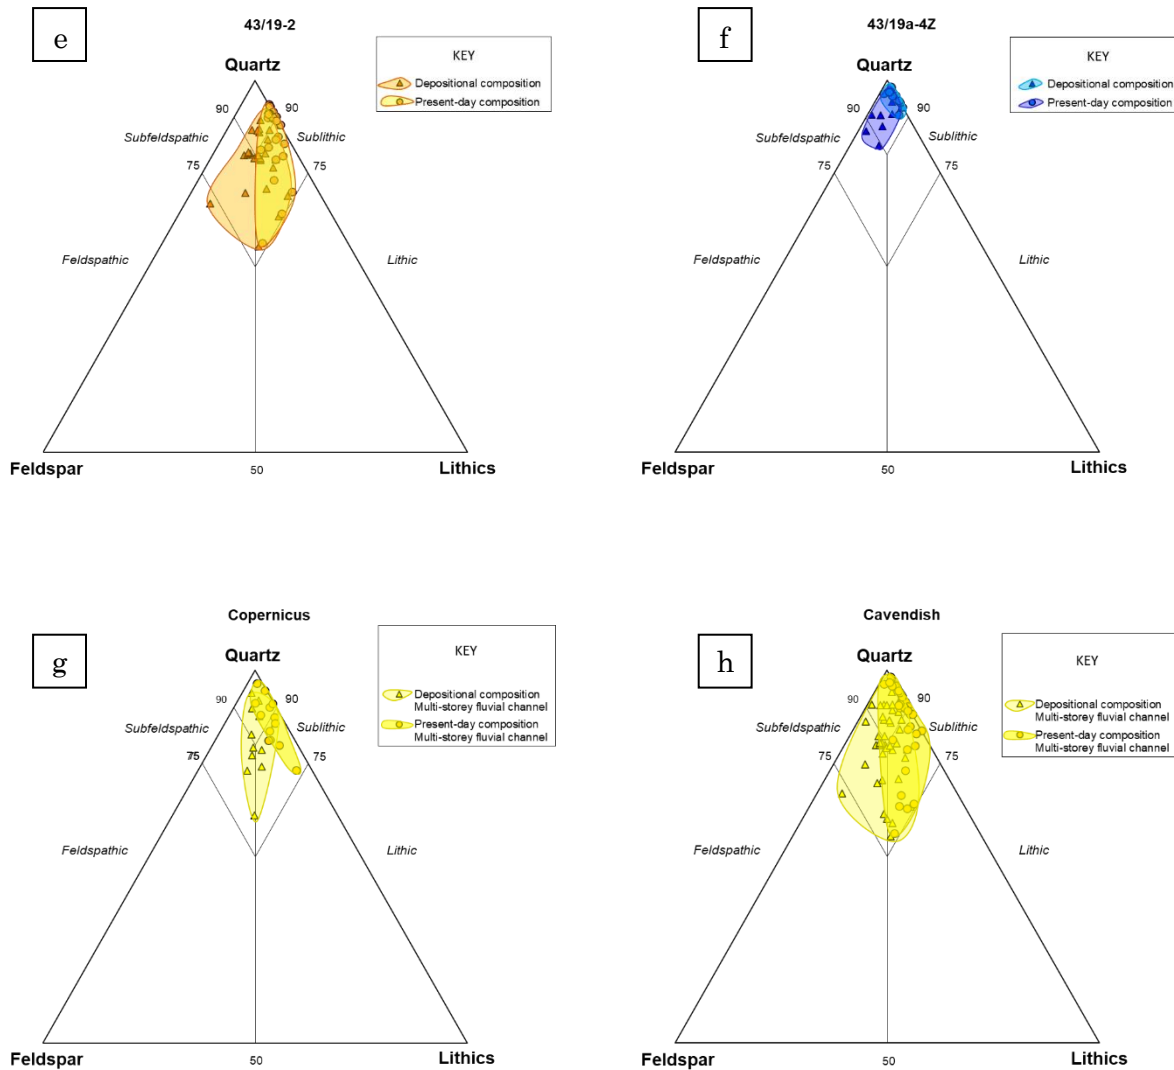 e
43/19-2
KEY
Quartz
Depositional composition
Present-day composition
90
90
Subfeldspathic
Sublithic
75
75
Feldspathic
Lithic
Feldspar
50
Lithics
f
43/19a-4Z
KEY
Quartz
Depositional composition
Present-day composition
90
90
Subfeldspathic
Sublithic
75
75
Feldspathic
Lithic
Feldspar
50
Lithics
g
Copernicus
KEY
Quartz
Depositional composition
Multi-storey fluvial channel
Present-day composition
Multi-storey fluvial channel
90
90
Subfeldspathic
Sublithic
75
75
Feldspathic
Lithic
Feldspar
50
Lithics
h
Cavendish
KEY
Quartz
Depositional composition
Multi-storey fluvial channel
Present-day composition
Multi-storey fluvial channel
90
90
Subfeldspathic
Sublithic
75
75
Feldspathic
Lithic
Feldspar
50
Lithics